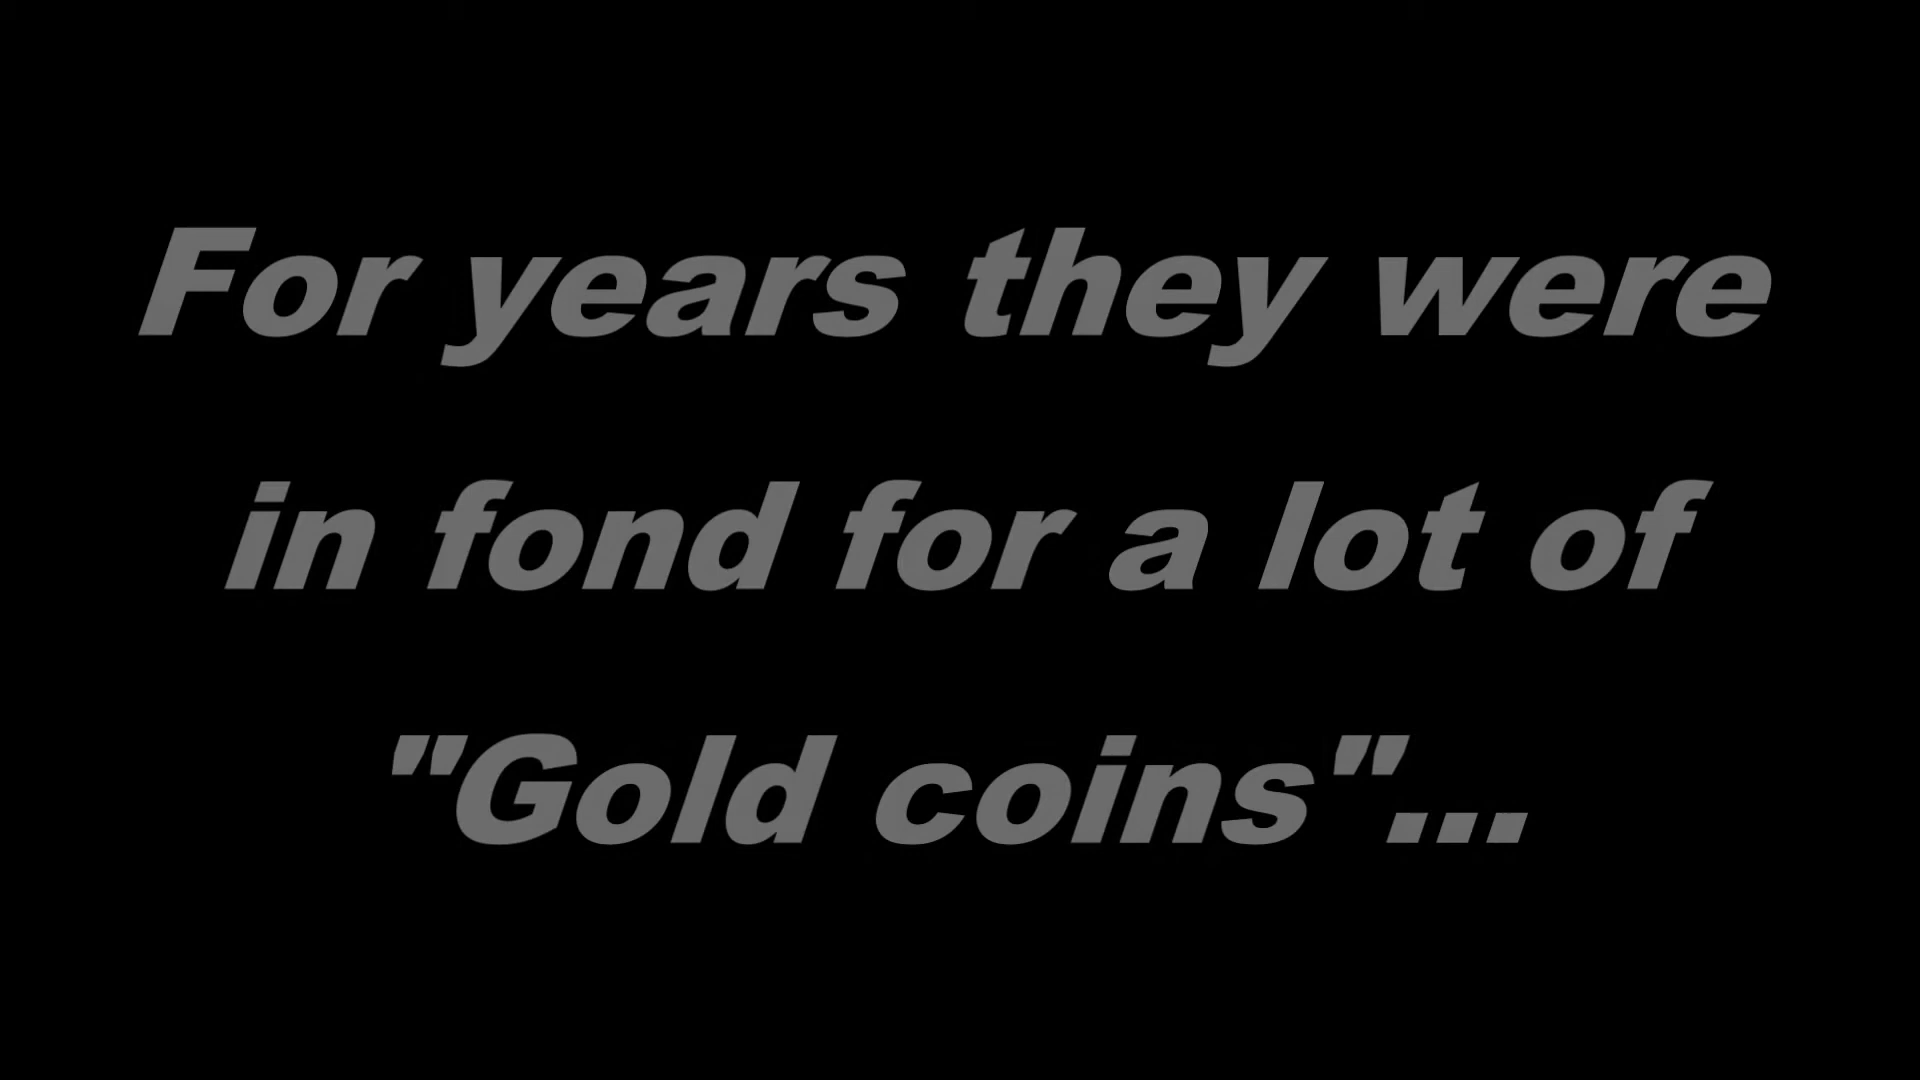 For years they were
in fond for a lot of
"Gold coins"...